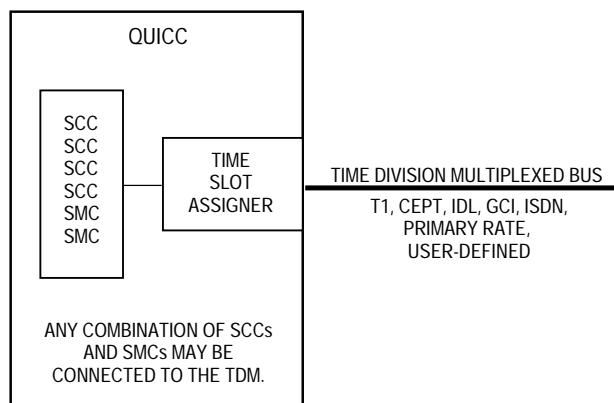 QUICC
SCC
SCC
SCC
SCC
SMC
SMC
TIME
SLOT
ASSIGNER
TIME DIVISION MULTIPLEXED BUS
T1, CEPT, IDL, GCI, ISDN,
PRIMARY RATE,
USER-DEFINED
ANY COMBINATION OF SCCs
AND SMCs MAY BE
CONNECTED TO THE TDM.